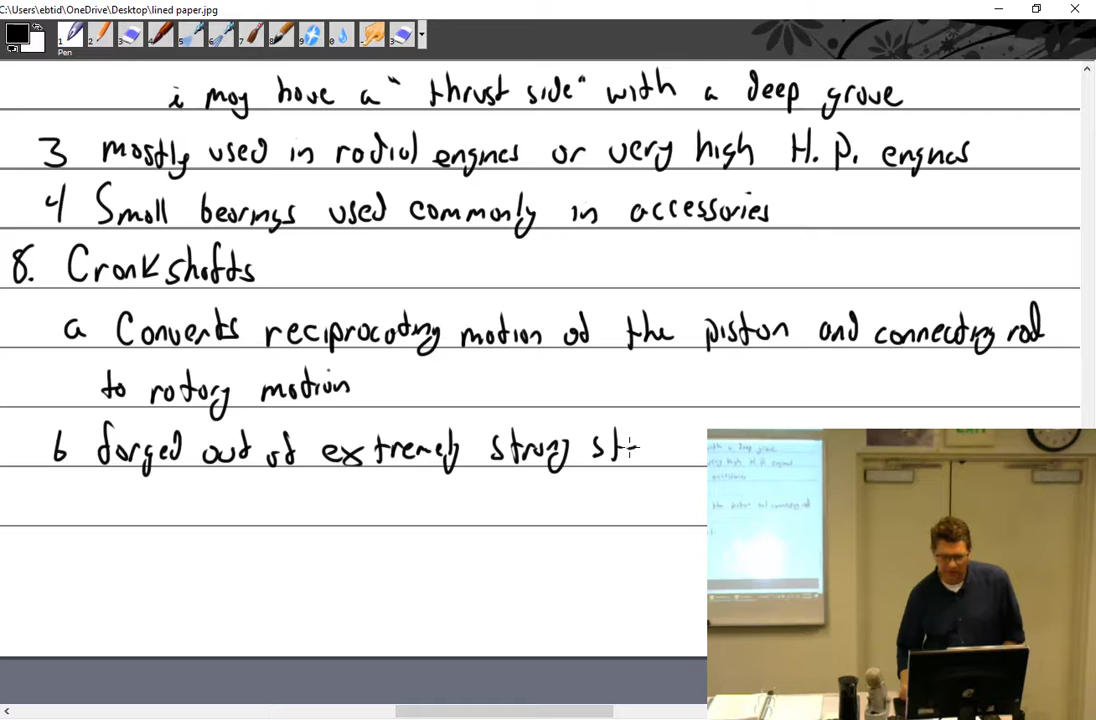 C:\Users\ebtid\OneDrive\Desktop\lined paper.jpg
Pen
i may have a "thrust side" with a deep grove
3 mostly used in radial engines or very high H.P. engines
4 Small bearings used commonly in accessories
8. Crankshafts
a Converts reciprocating motion of the piston and connecting rod
to rotary motion
b forged out of extremely strong st